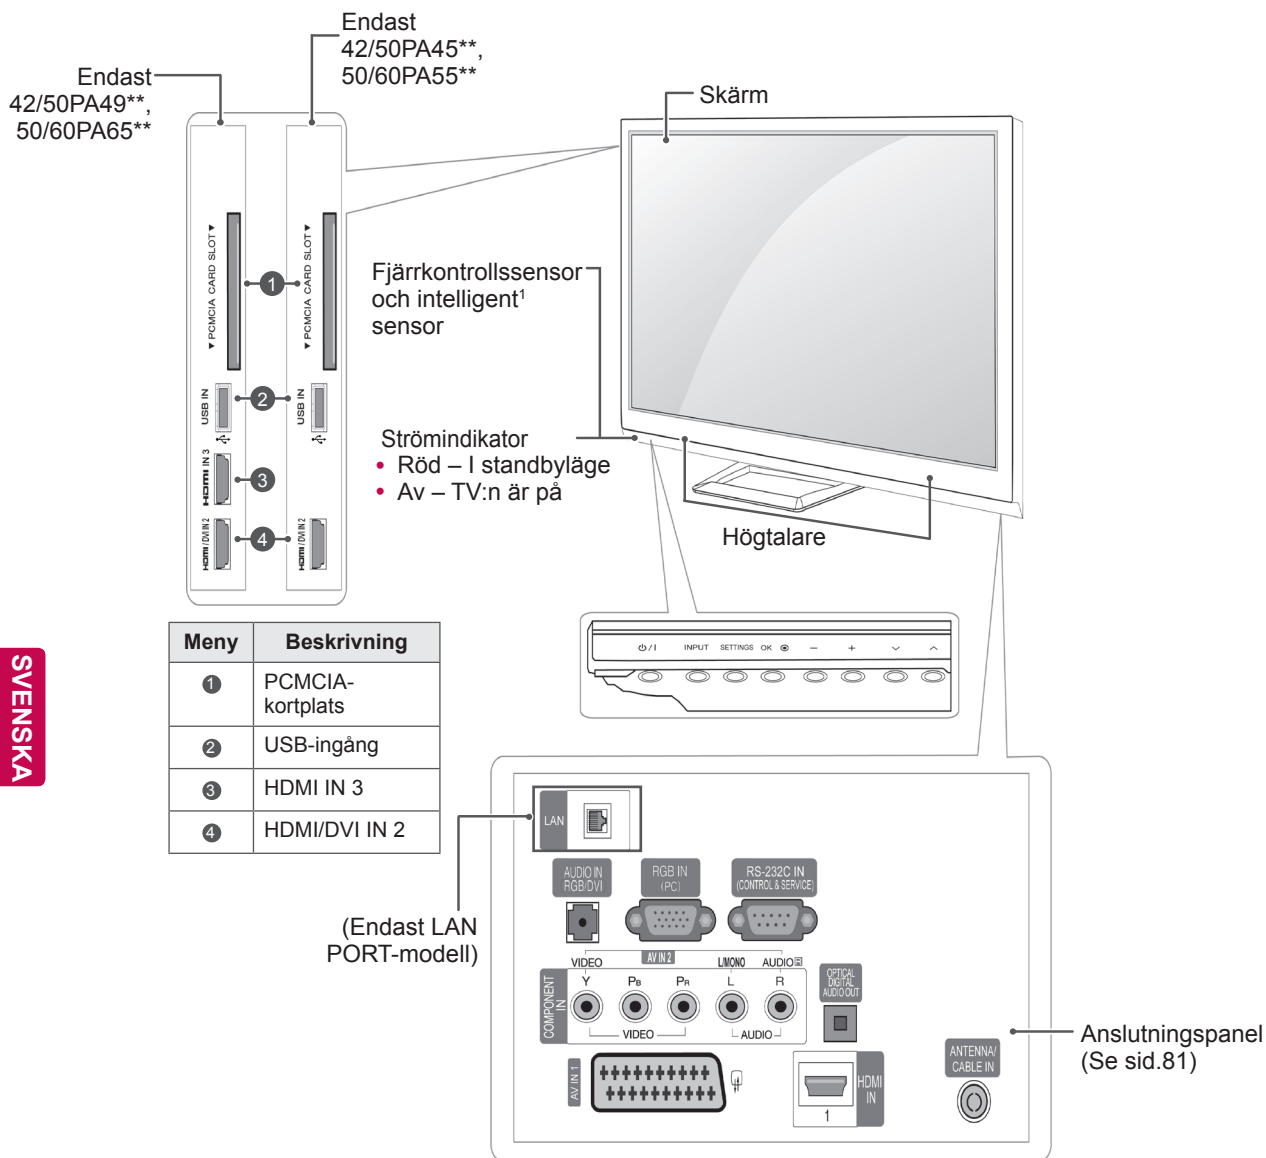 Endast
42/50PA45**,
50/60PA55**
Endast
42/50PA49**,
50/60PA65**
Skärm
▼ PCMCIA CARD SLOT ▼
▼ PCMCIA CARD SLOT ▼
1
USB IN
USB IN
2
HDMI IN 3
3
HDMI / DVI IN 2
HDMI / DVI IN 2
4
Fjärrkontrollssensor
och intelligent1
sensor
Strömindikator
• Röd – I standbyläge
• Av – TV:n är på
Högtalare
⏻/I INPUT SETTINGS OK ⦿ − +
Meny Beskrivning
1 PCMCIA-
kortplats
2 USB-ingång
3 HDMI IN 3
4 HDMI/DVI IN 2
SVENSKA
LAN
(Endast LAN
PORT-modell)
AUDIO IN
RGB/DVI
RGB IN
(PC)
RS-232C IN
(CONTROL & SERVICE)
VIDEO AV IN 2 L/MONO AUDIO
COMPONENT
IN
Y PB PR L R
VIDEO AUDIO
OPTICAL
DIGITAL
AUDIO OUT
AV IN 1
HDMI
IN
1
ANTENNA/
CABLE IN
Anslutningspanel
(Se sid.81)